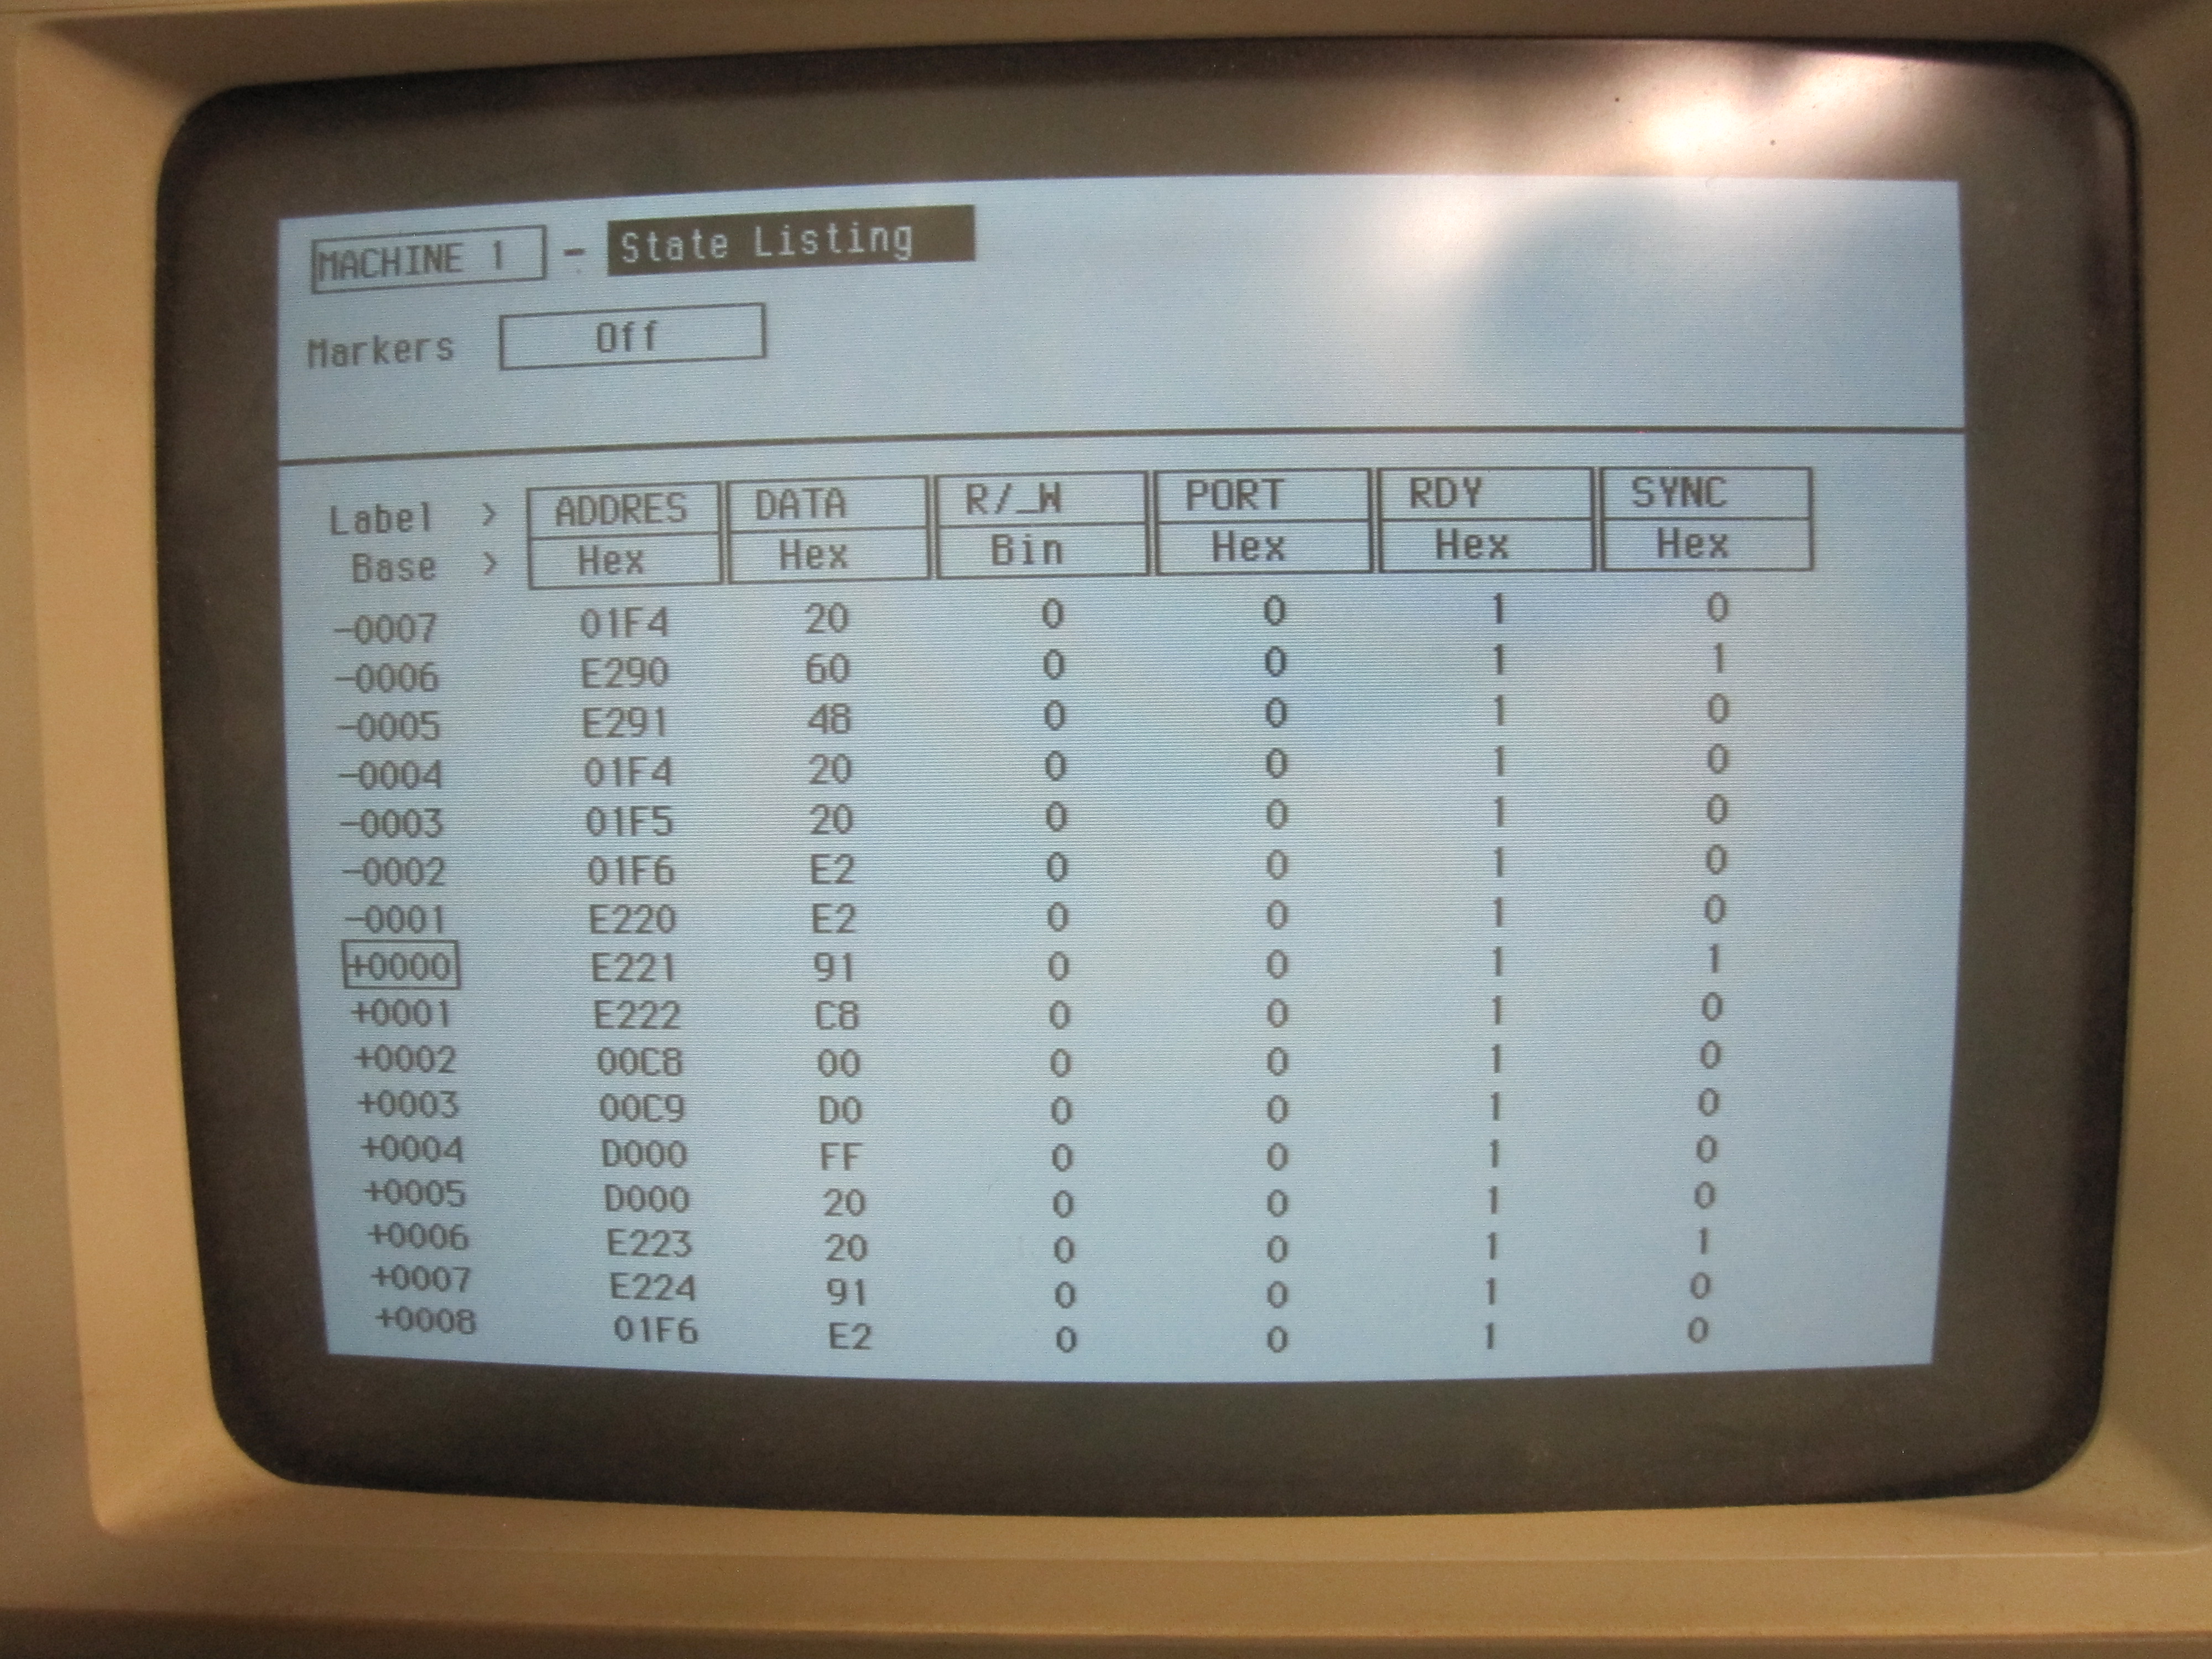 MACHINE 1 - State Listing
Markers Off
Label > ADDRES DATA R/_W PORT RDY SYNC
Base > Hex Hex Bin Hex Hex Hex
-0007 01F4 20 0 0 1 0
-0006 E290 60 0 0 1 1
-0005 E291 48 0 0 1 0
-0004 01F4 20 0 0 1 0
-0003 01F5 20 0 0 1 0
-0002 01F6 E2 0 0 1 0
-0001 E220 E2 0 0 1 0
+0000 E221 91 0 0 1 1
+0001 E222 C8 0 0 1 0
+0002 00C8 00 0 0 1 0
+0003 00C9 D0 0 0 1 0
+0004 D000 FF 0 0 1 0
+0005 D000 20 0 0 1 0
+0006 E223 20 0 0 1 1
+0007 E224 91 0 0 1 0
+0008 01F6 E2 0 0 1 0